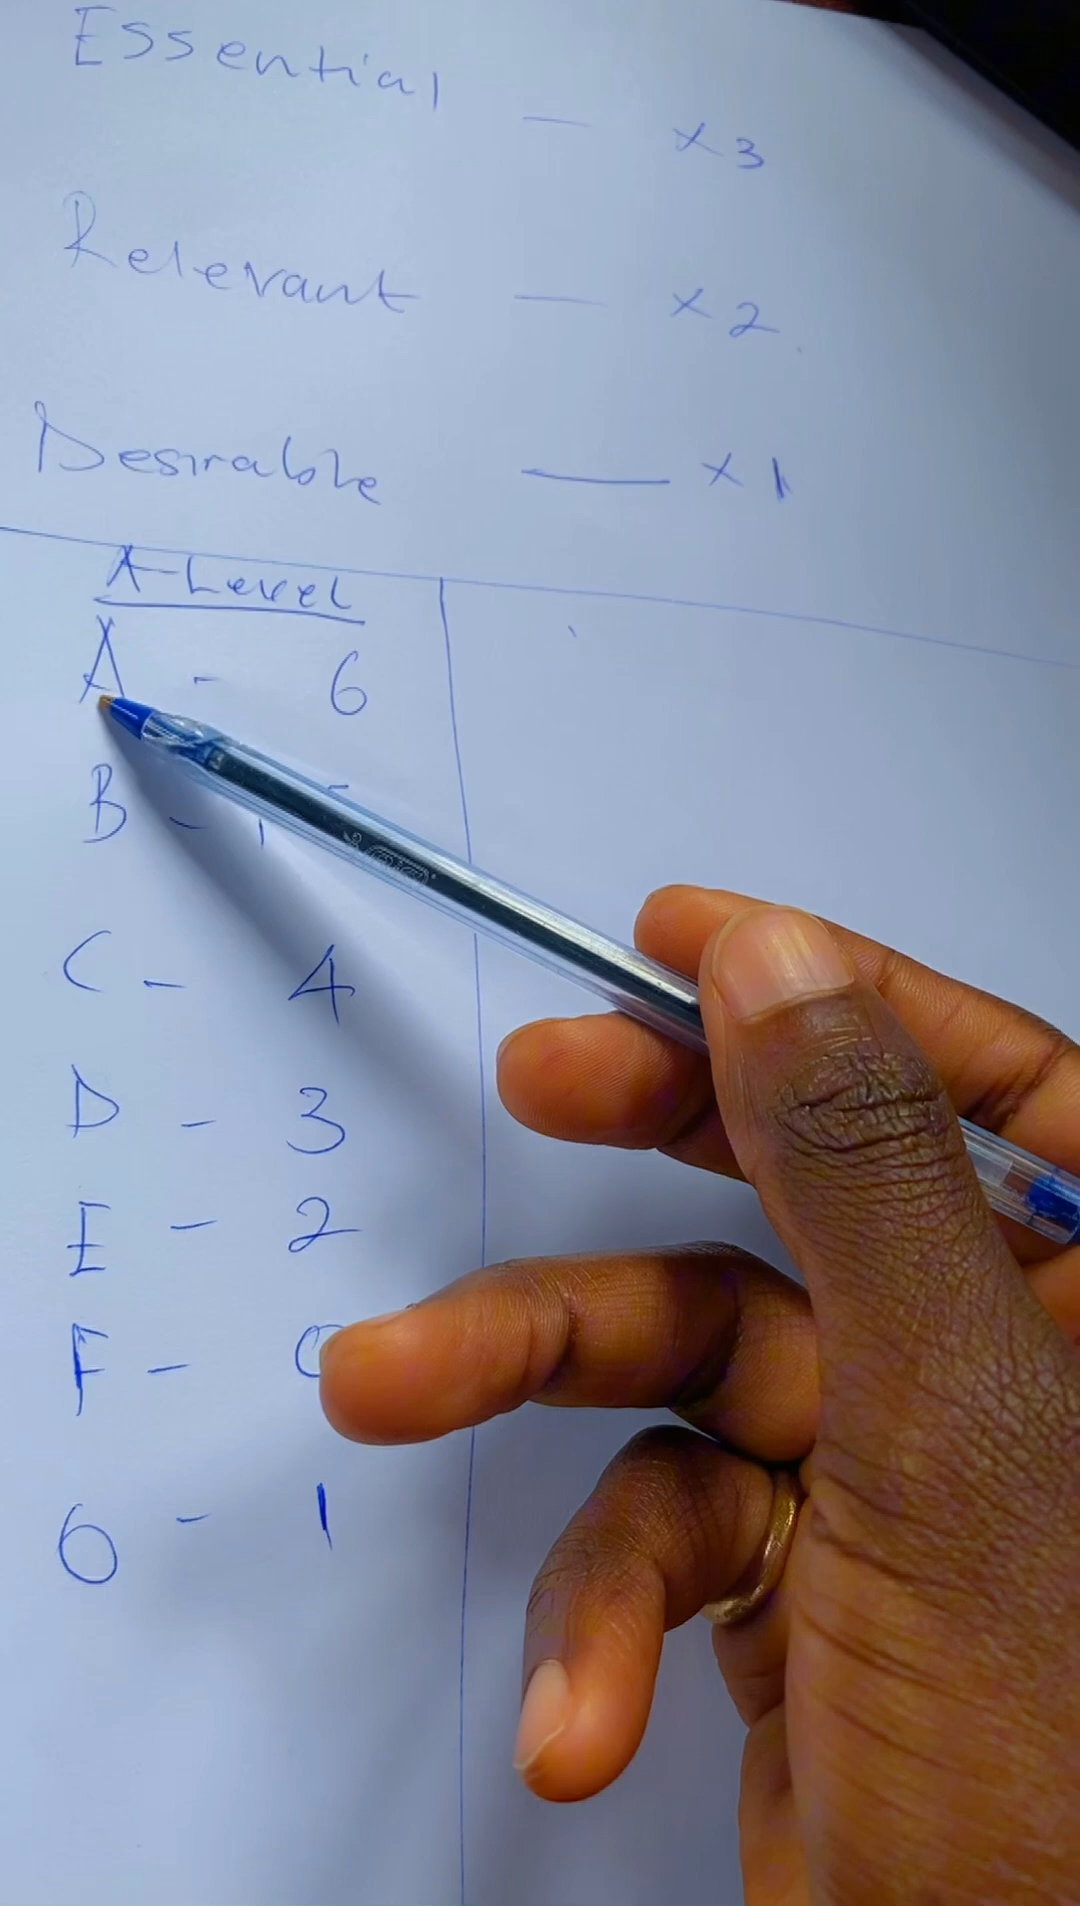 Essential — x3
Relevant — x2
Desirable — x1
A-Level
A - 6
B -
C - 4
D - 3
E - 2
F -
O - 1